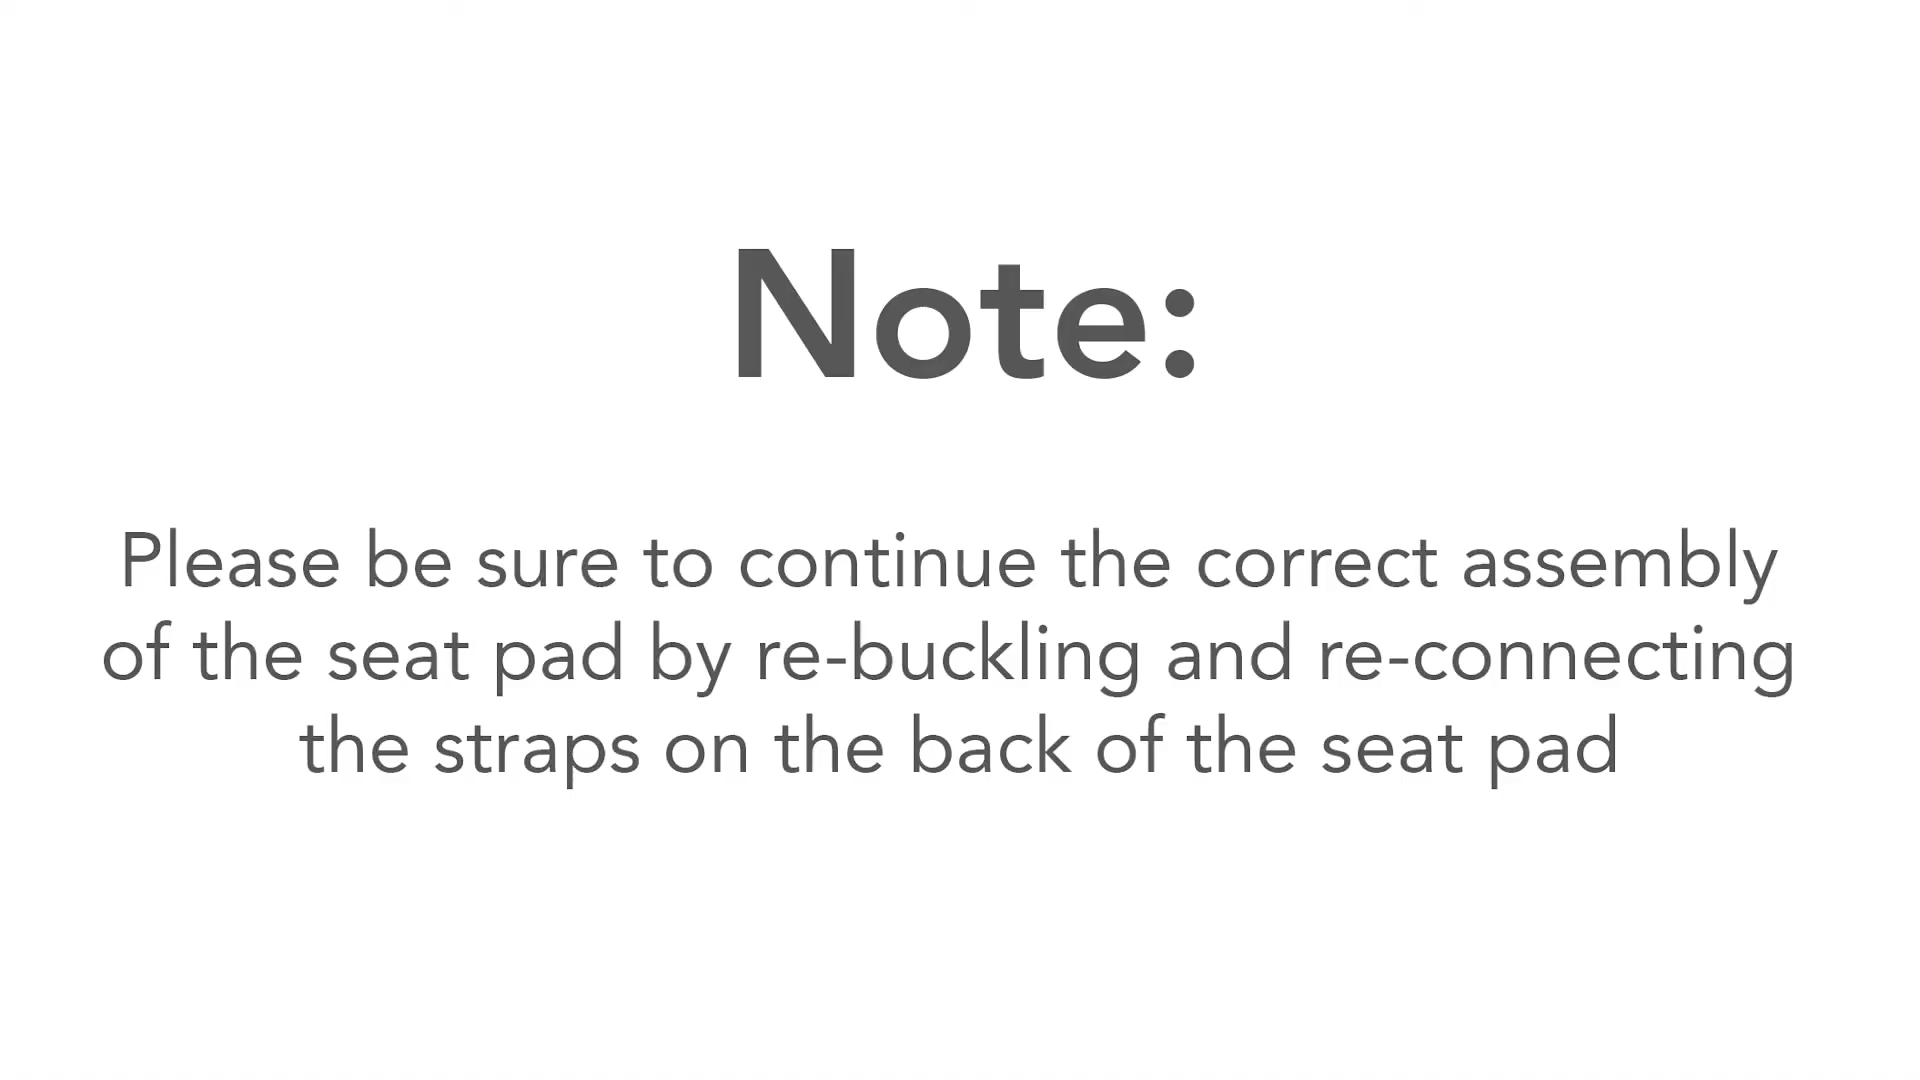 Note:
Please be sure to continue the correct assembly
of the seat pad by re-buckling and re-connecting
the straps on the back of the seat pad